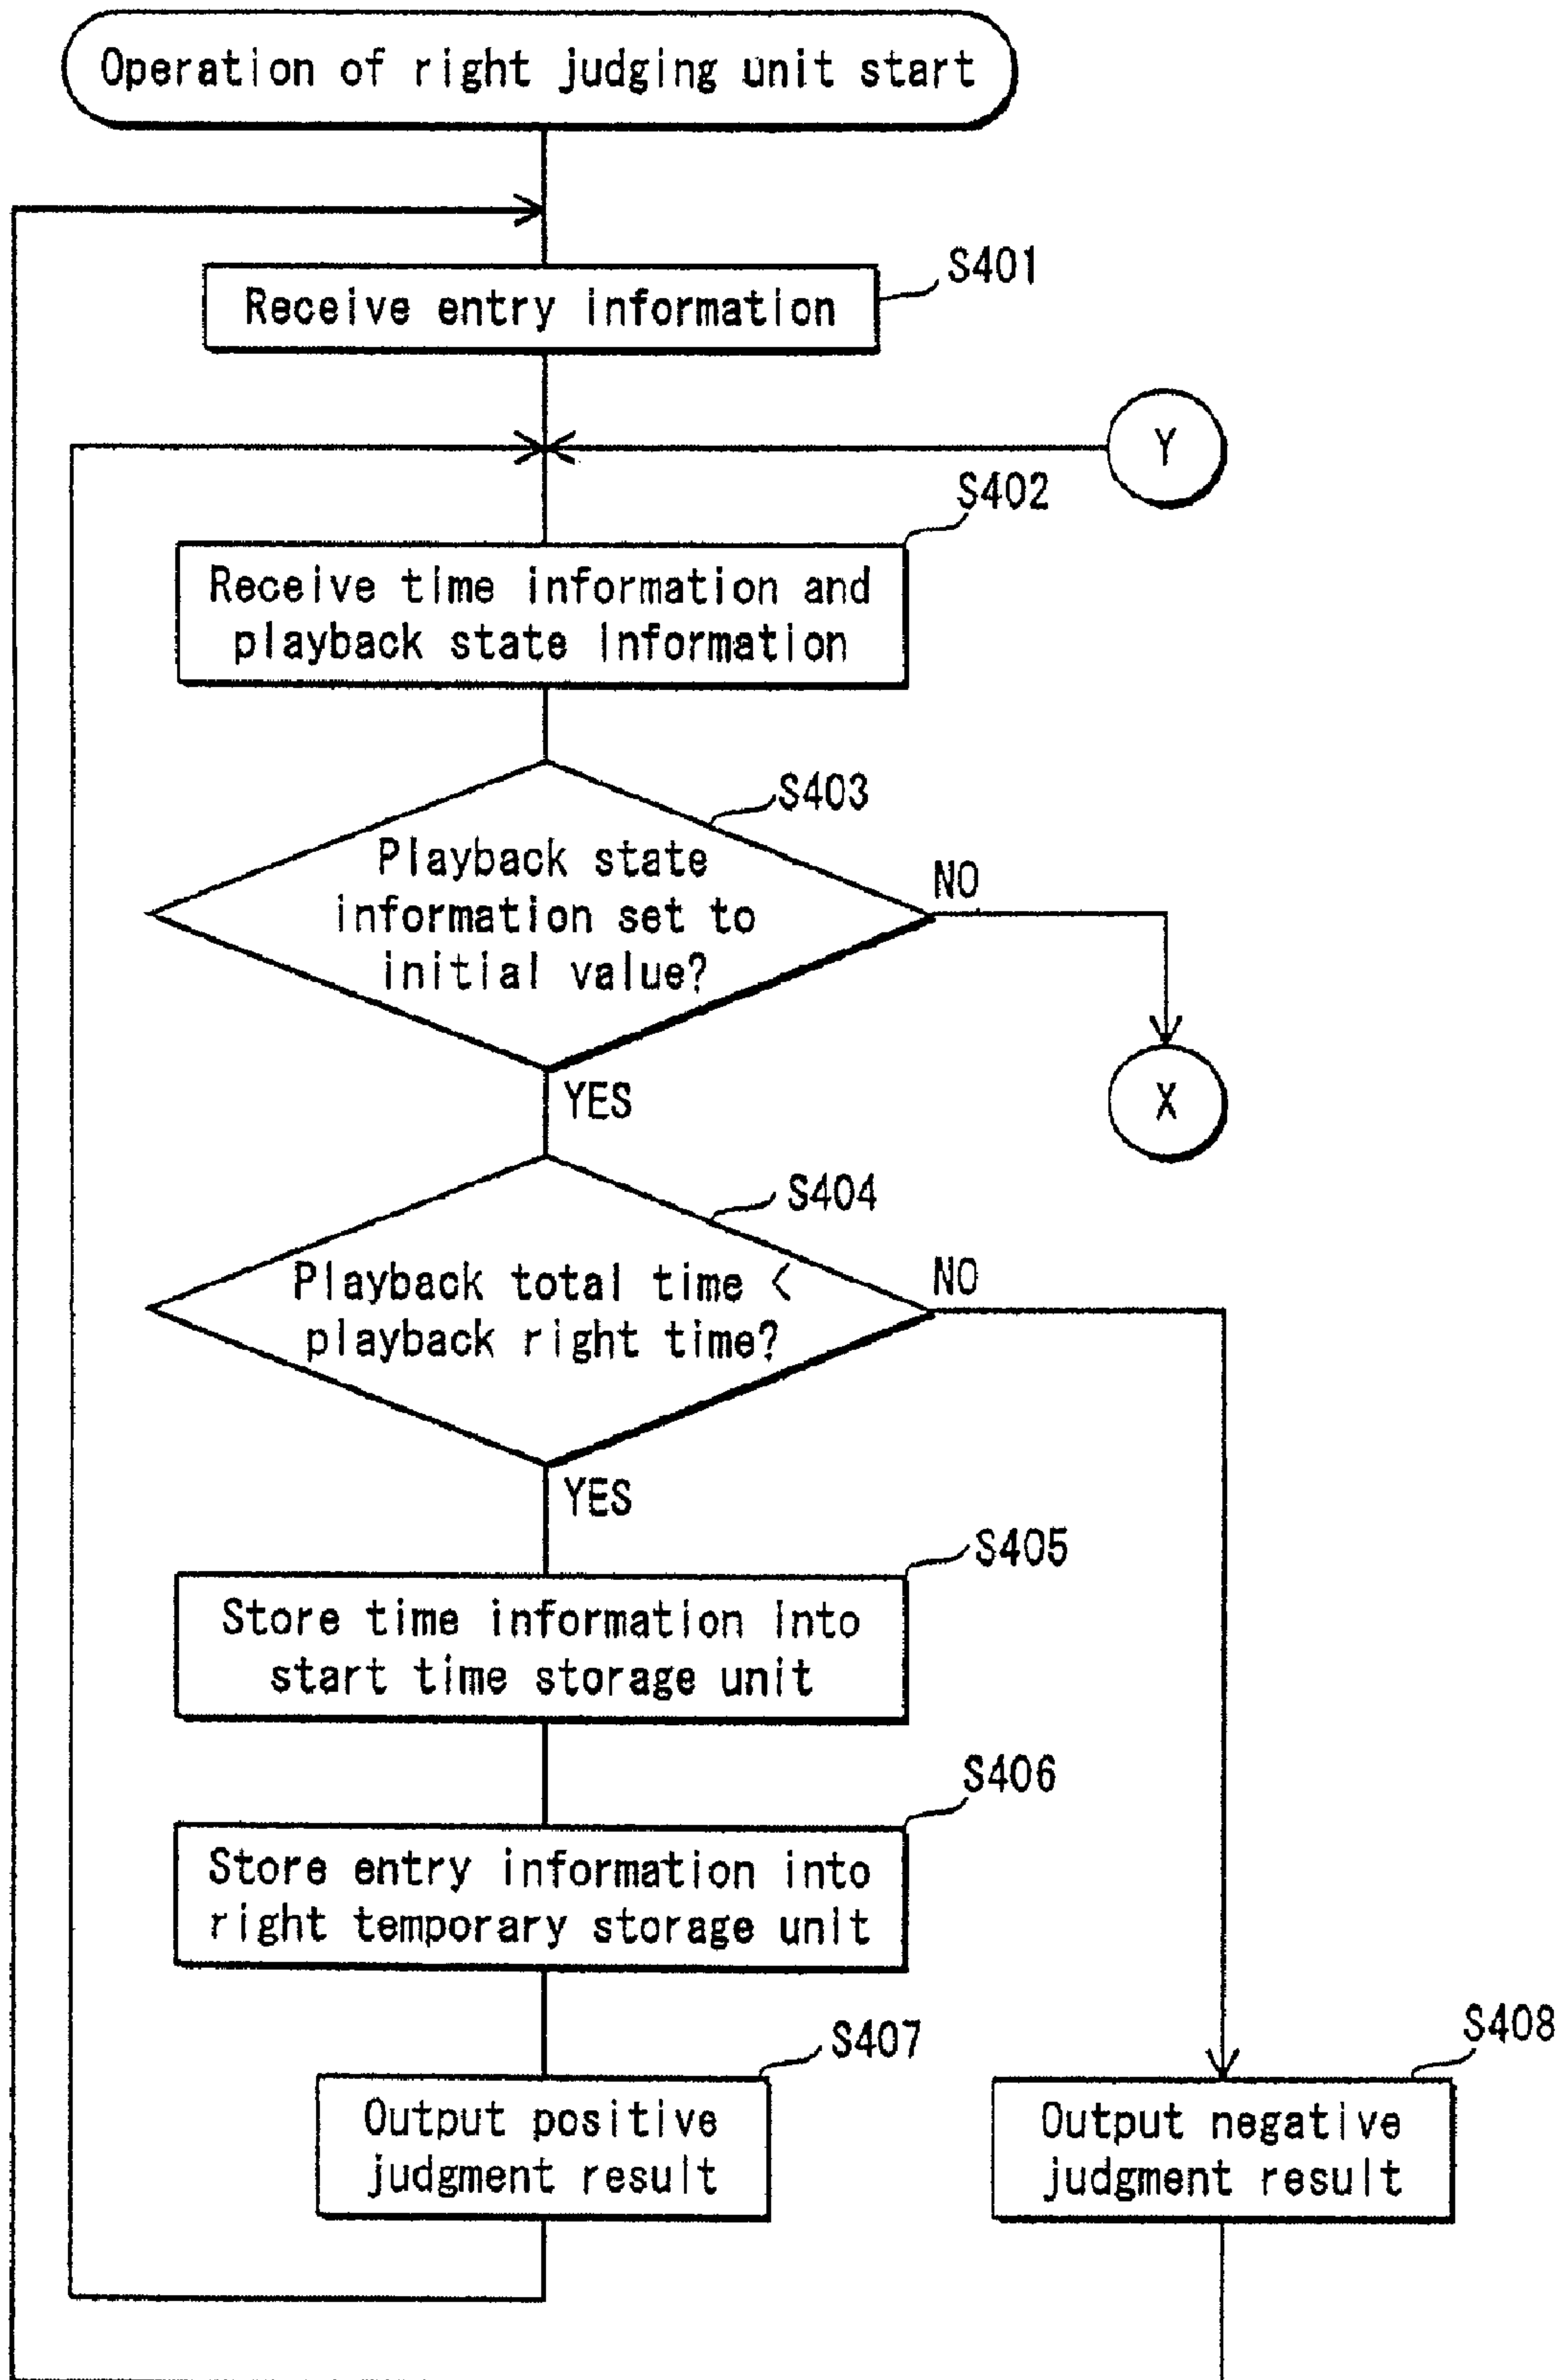 Operation of right judging unit start
S401
Receive entry information
Y
S402
Receive time information and
playback state information
S403
Playback state
information set to
initial value?
NO
X
YES
S404
Playback total time <
playback right time?
NO
YES
S405
Store time information into
start time storage unit
S406
Store entry information into
right temporary storage unit
S407
Output positive
judgment result
S408
Output negative
judgment result